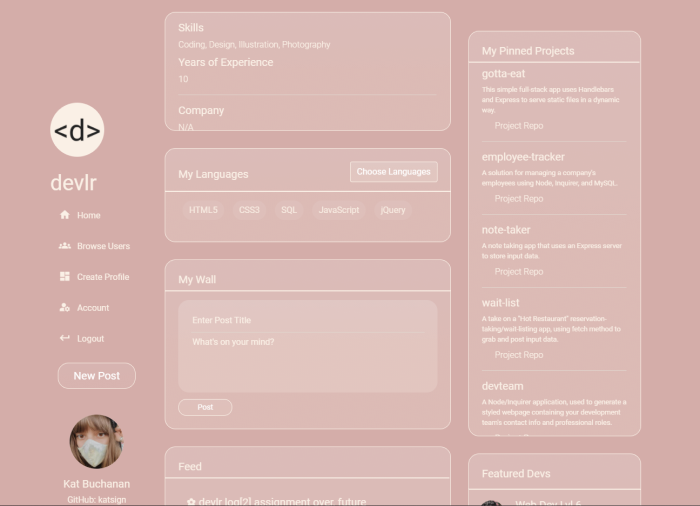 <d>
devlr
Home
Browse Users
Create Profile
Account
Logout
New Post
Kat Buchanan
GitHub: katsign
Skills
Coding, Design, Illustration, Photography
Years of Experience
10
Company
N/A
My Languages
Choose Languages
HTML5 CSS3 SQL JavaScript jQuery
My Wall
Enter Post Title
What's on your mind?
Post
Feed
devlr log[2] assignment over, future
My Pinned Projects
gotta-eat
This simple full-stack app uses Handlebars
and Express to serve static files in a dynamic
way.
Project Repo
employee-tracker
A solution for managing a company's
employees using Node, Inquirer, and MySQL.
Project Repo
note-taker
A note taking app that uses an Express server
to store input data.
Project Repo
wait-list
A take on a "Hot Restaurant" reservation-
taking/wait-listing app, using fetch method to
grab and post input data.
Project Repo
devteam
A Node/Inquirer application, used to generate a
styled webpage containing your development
team's contact info and professional roles.
Featured Devs
Web Dev Lvl 6